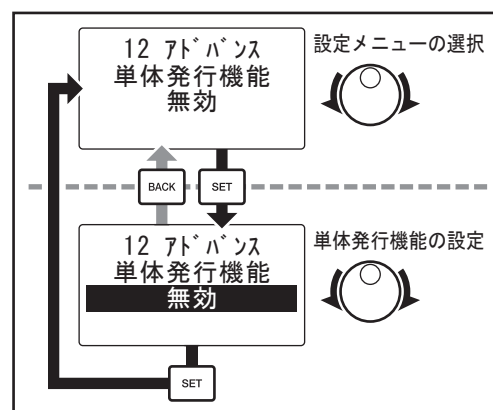 12 ｱﾄﾞﾊﾞﾝｽ
単体発行機能
無効
設定メニューの選択
BACK
SET
12 ｱﾄﾞﾊﾞﾝｽ
単体発行機能
無効
単体発行機能の設定
SET